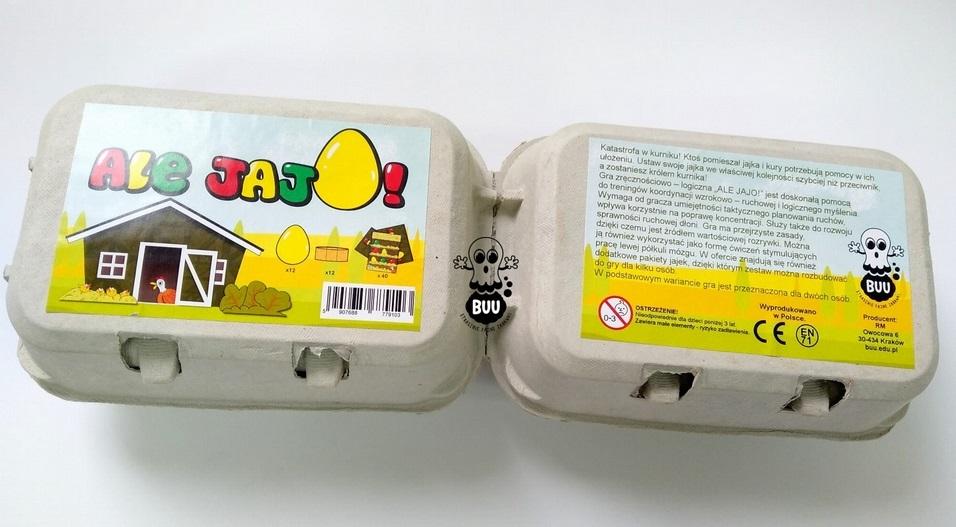 ALE JAJO!
x12
x12
x 40
5 907688 779103
BUU
STRASZNIE FAJNE ZABAWKI
Katastrofa w kurniku! Ktoś pomieszał jajka i kury potrzebują pomocy w ich
ułożeniu. Ustaw swoje jajka we właściwej kolejności szybciej niż przeciwnik,
a zostaniesz królem kurnika!
Gra zręcznościowo – logiczna „ALE JAJO!" jest doskonałą pomocą
do treningów koordynacji wzrokowo – ruchowej i logicznego myślenia.
Wymaga od gracza umiejętności taktycznego planowania ruchów,
wpływa korzystnie na poprawę koncentracji. Służy także do rozwoju
sprawności ruchowej dłoni. Gra ma przejrzyste zasady,
dzięki czemu jest źródłem wartościowej rozrywki. Można
ją również wykorzystać jako formę ćwiczeń stymulujących
pracę lewej półkuli mózgu. W ofercie znajdują się również
dodatkowe pakiety jajek, dzięki którym zestaw można rozbudować
do gry dla kilku osób.
W podstawowym wariancie gra jest przeznaczona dla dwóch osób.
BUU
STRASZNIE FAJNE ZABAWKI
0-3
OSTRZEŻENIE!
Nieodpowiednie dla dzieci poniżej 3 lat.
Zawiera małe elementy - ryzyko zadławienia.
Wyprodukowano
w Polsce.
CE
EN
71
Producent:
RM
Owocowa 6
30-434 Kraków
buu.edu.pl